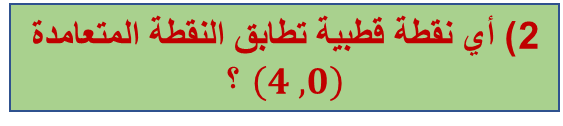 2) أي نقطة قطبية تطابق النقطة المتعامدة
(0, 4) ؟